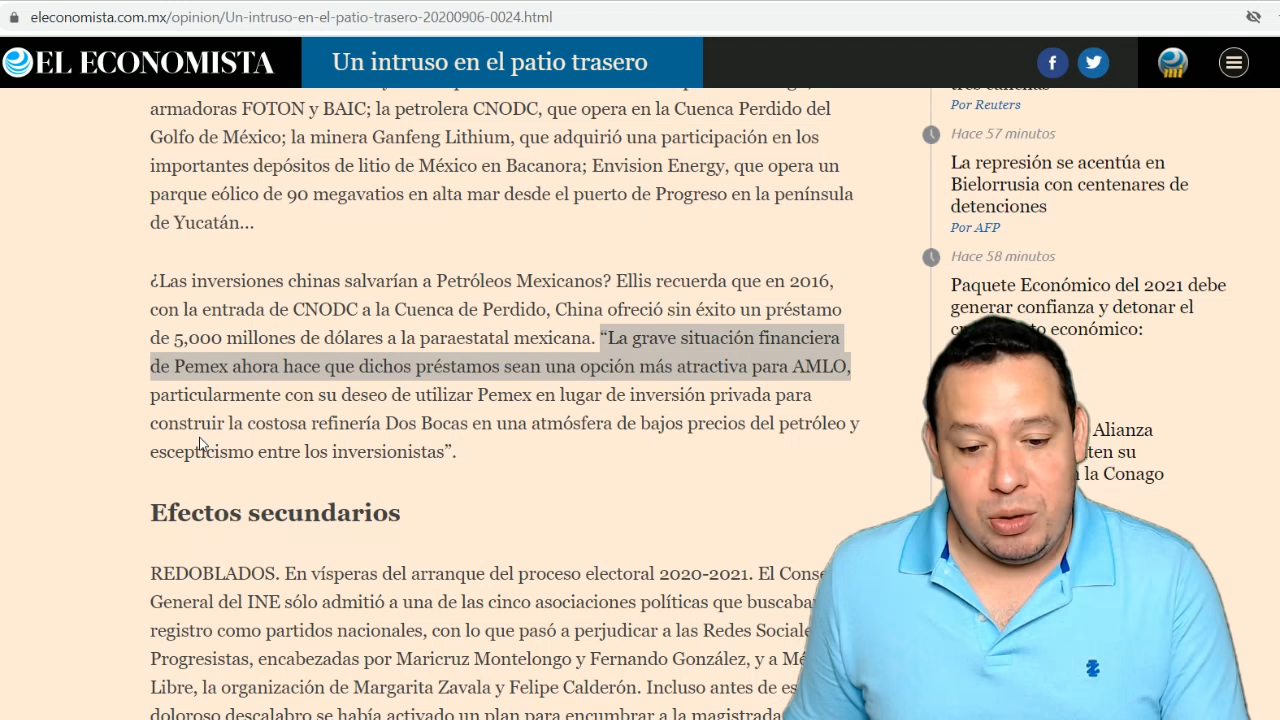 eleconomista.com.mx/opinion/Un-intruso-en-el-patio-trasero-20200906-0024.html
EL ECONOMISTA
Un intruso en el patio trasero
armadoras FOTON y BAIC; la petrolera CNODC, que opera en la Cuenca Perdido del
Golfo de México; la minera Ganfeng Lithium, que adquirió una participación en los
importantes depósitos de litio de México en Bacanora; Envision Energy, que opera un
parque eólico de 90 megavatios en alta mar desde el puerto de Progreso en la península
de Yucatán...
¿Las inversiones chinas salvarían a Petróleos Mexicanos? Ellis recuerda que en 2016,
con la entrada de CNODC a la Cuenca de Perdido, China ofreció sin éxito un préstamo
de 5,000 millones de dólares a la paraestatal mexicana. “La grave situación financiera
de Pemex ahora hace que dichos préstamos sean una opción más atractiva para AMLO,
particularmente con su deseo de utilizar Pemex en lugar de inversión privada para
construir la costosa refinería Dos Bocas en una atmósfera de bajos precios del petróleo y
escepticismo entre los inversionistas”.
Efectos secundarios
REDOBLADOS. En vísperas del arranque del proceso electoral 2020-2021. El
General del INE sólo admitió a una de las cinco asociaciones políticas que
registro como partidos nacionales, con lo que pasó a perjudicar a las Redes
Progresistas, encabezadas por Maricruz Montelongo y Fernando González, y a
Libre, la organización de Margarita Zavala y Felipe Calderón. Incluso antes de
doloroso descalabro se había activado un plan para encumbrar a la
Por Reuters
Hace 57 minutos
La represión se acentúa en
Bielorrusia con centenares de
detenciones
Por AFP
Hace 58 minutos
Paquete Económico del 2021 debe
generar confianza y detonar el
económico:
Alianza
su
la Conago